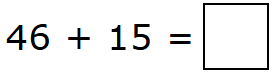 46 + 15 =